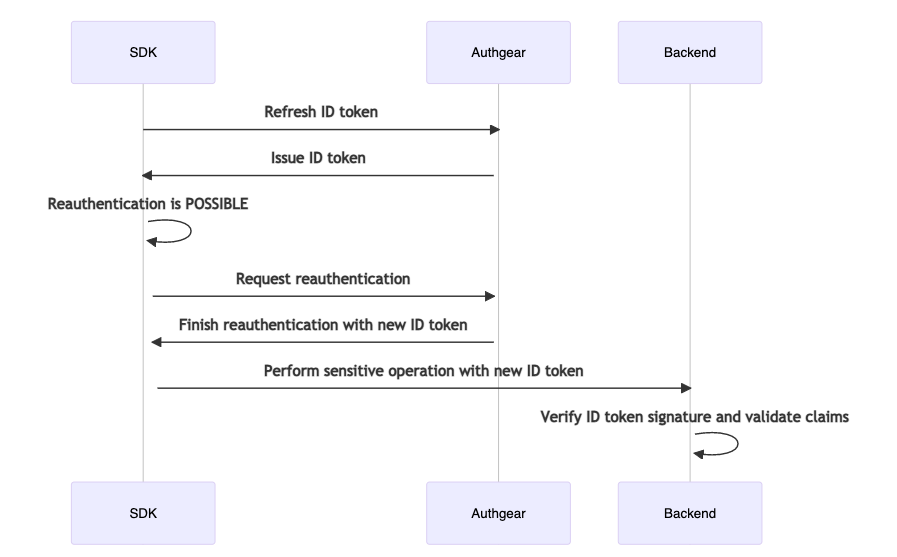 SDK
Authgear
Backend
Refresh ID token
Issue ID token
Reauthentication is POSSIBLE
Request reauthentication
Finish reauthentication with new ID token
Perform sensitive operation with new ID token
Verify ID token signature and validate claims
SDK
Authgear
Backend